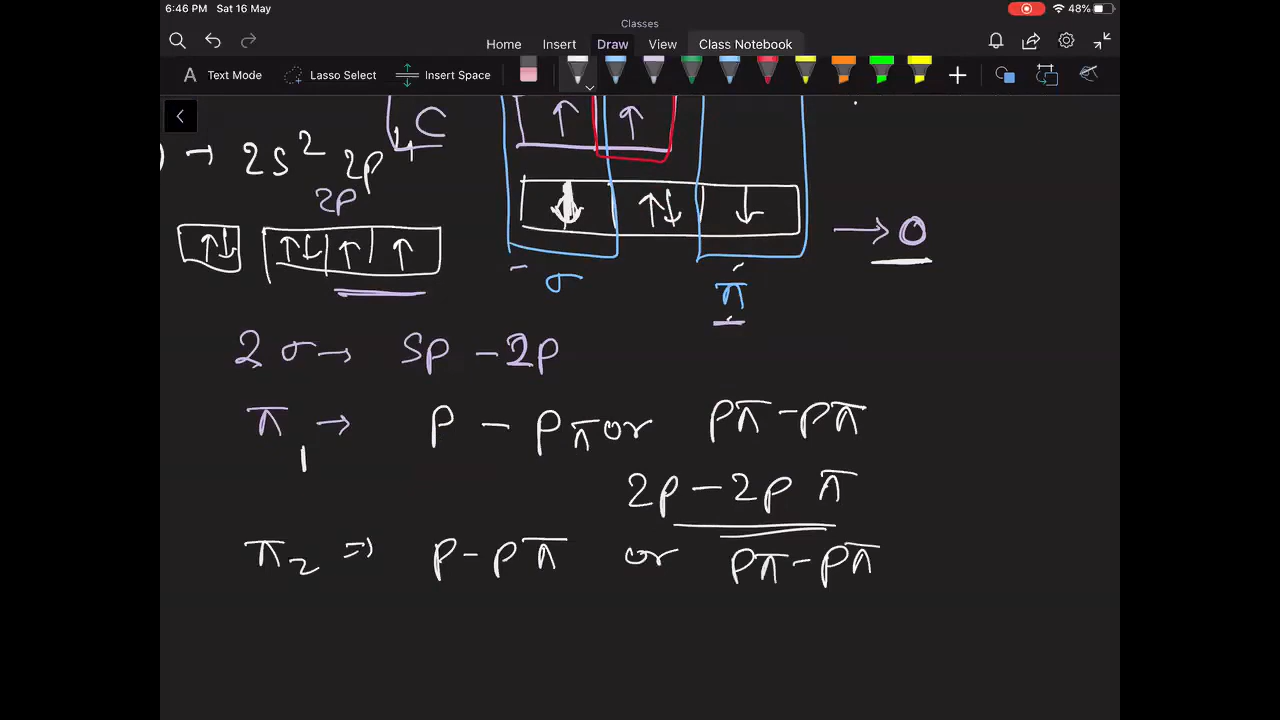 6:46 PM Sat 16 May
48%
Classes
Home Insert Draw View Class Notebook
A Text Mode Lasso Select Insert Space
C
→ 2S² 2p⁴
2p
↑↓ ↑↓ ↑ ↑
↑ ↑
↑↓ ↓
→ O
σ π
2 σ → Sp - 2p
π₁ → p - pπ or pπ - pπ
2p - 2p π
π₂ ⇒ p - pπ or pπ - pπ